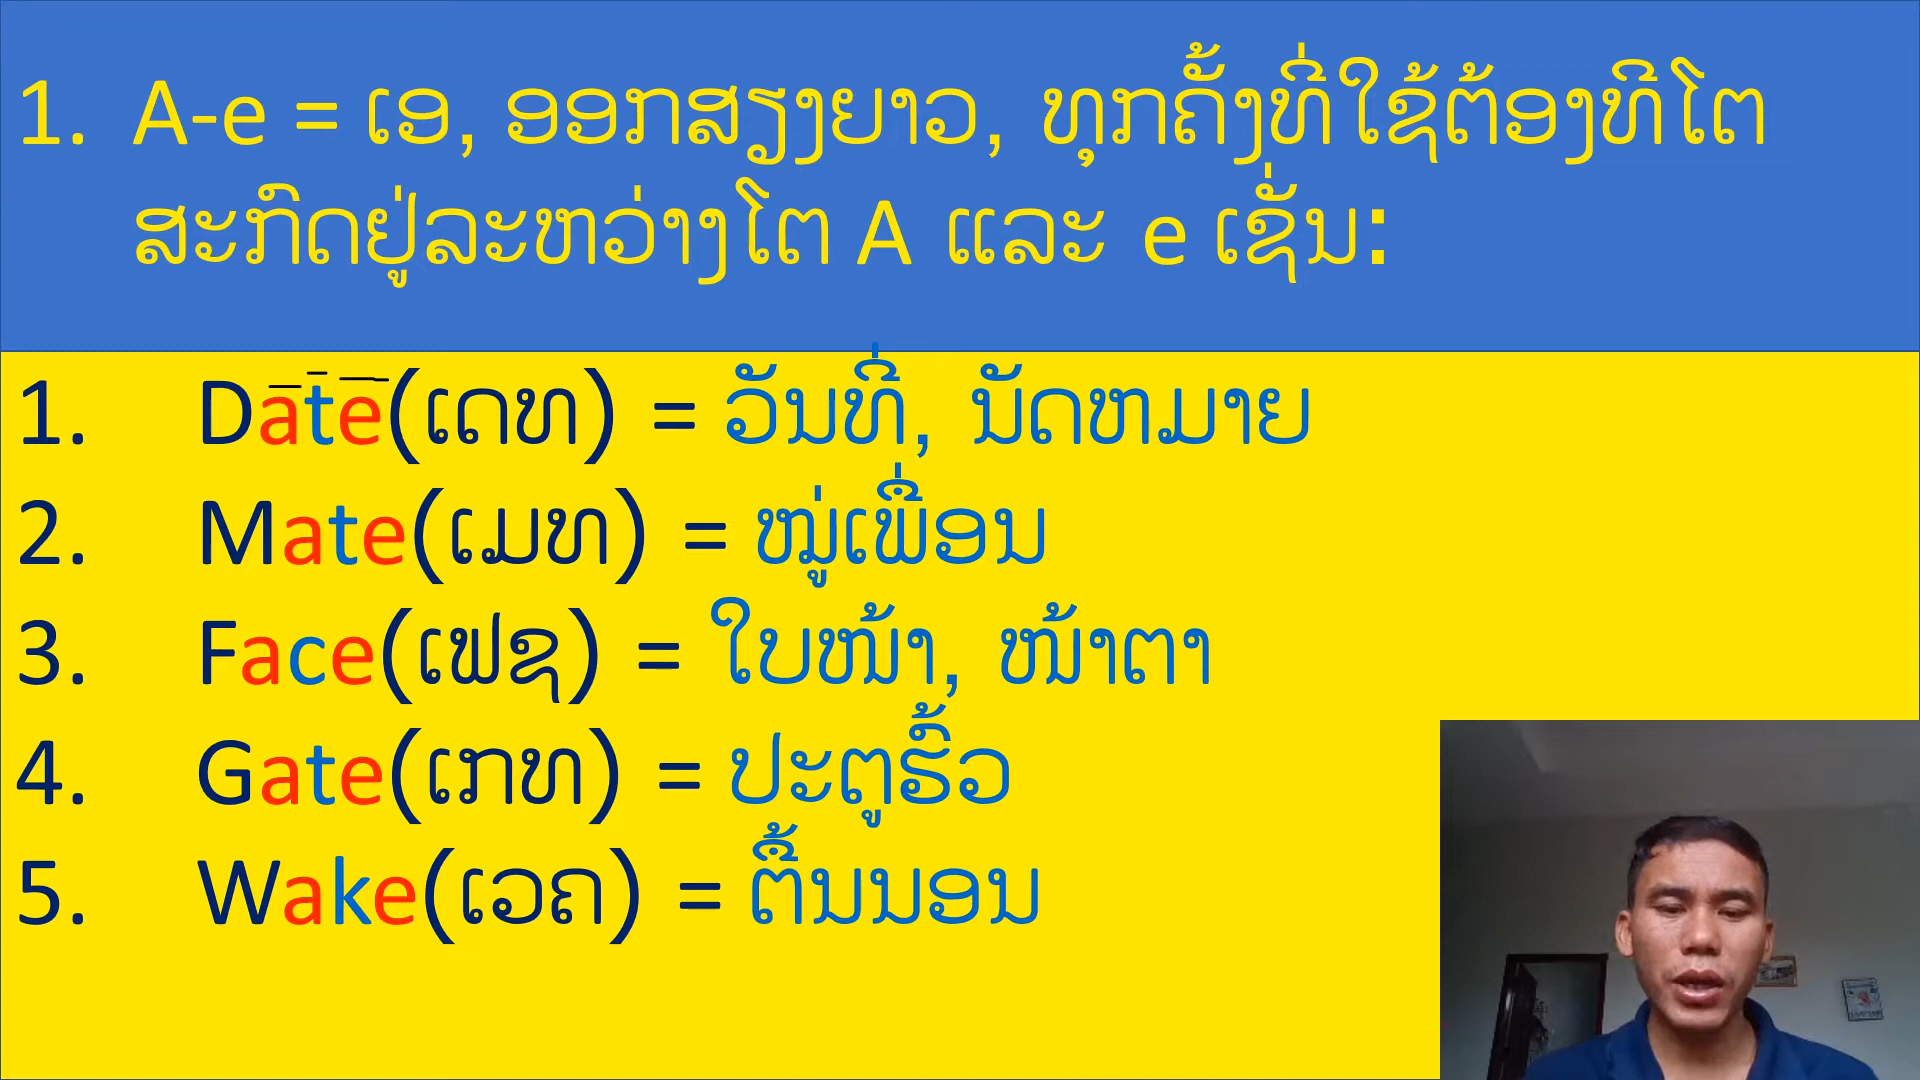 1. A-e = ເອ, ອອກສຽງຍາວ, ທຸກຄັ້ງທີ່ໃຊ້ຕ້ອງທີໂຕ
ສະກົດຢູ່ລະຫວ່າງໂຕ A ແລະ e ເຊັ່ນ:
1. Date(ເດທ) = ວັນທີ່, ນັດຫມາຍ
2. Mate(ເມທ) = ໝູ່ເພື່ອນ
3. Face(ເຟຊ) = ໃບໜ້າ, ໜ້າຕາ
4. Gate(ເກທ) = ປະຕູຮົ້ວ
5. Wake(ເວຄ) = ຕື້ນນອນ